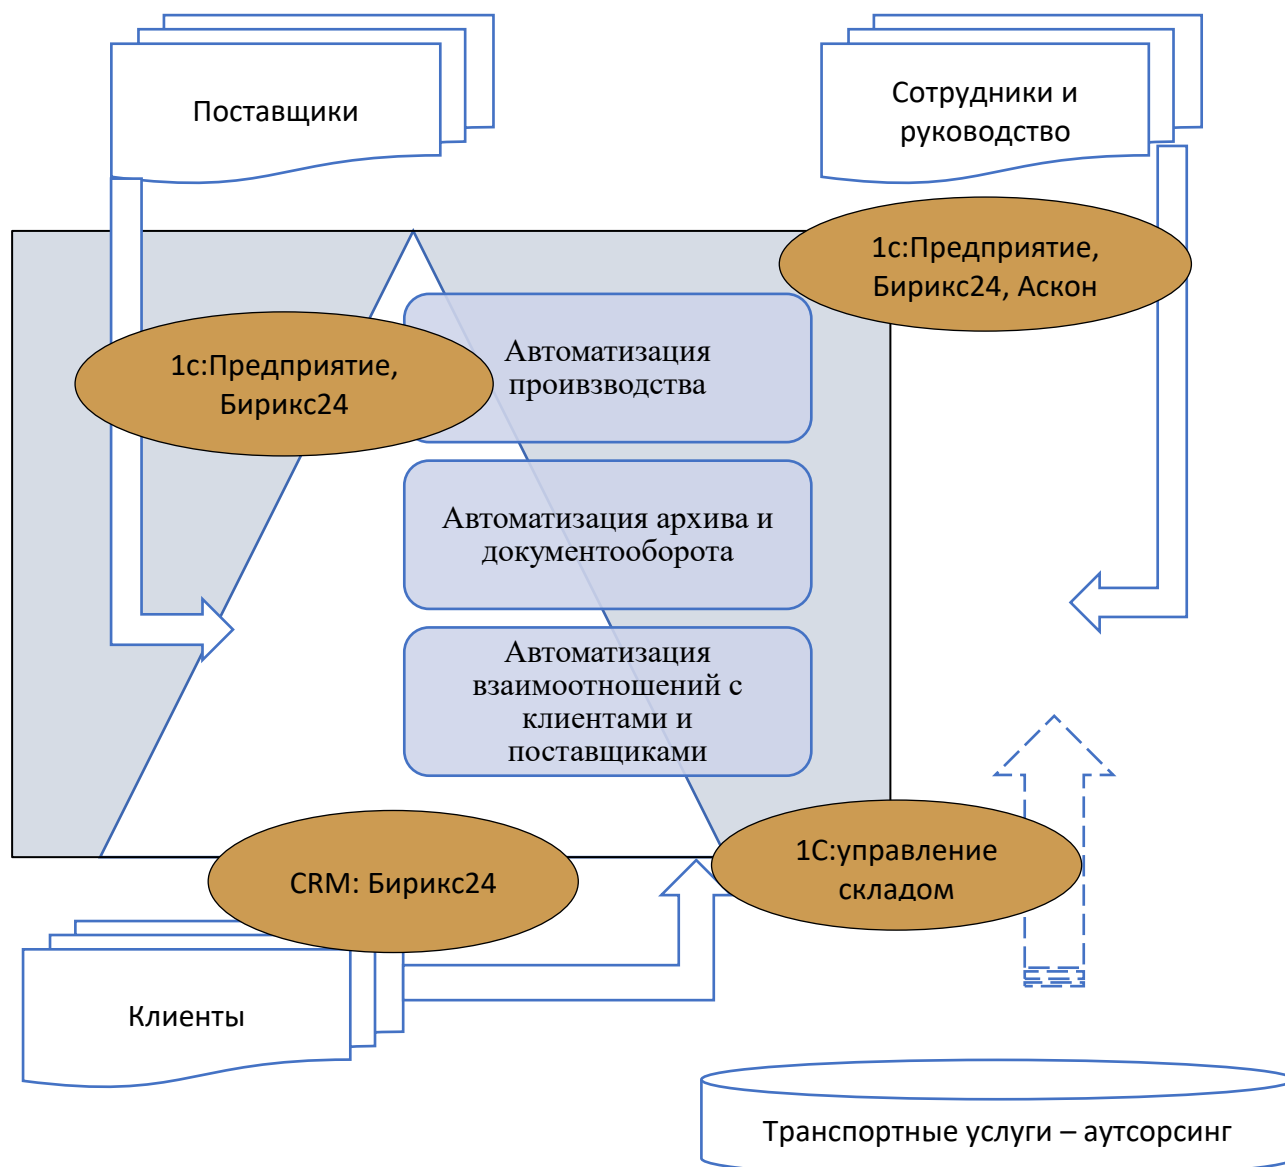 Поставщики
Сотрудники и
руководство
1с:Предприятие,
Бирикс24, Аскон
1с:Предприятие,
Бирикс24
Автоматизация
проивзводства
Автоматизация архива и
документооборота
Автоматизация
взаимоотношений с
клиентами и
поставщиками
CRM: Бирикс24
1С:управление
складом
Клиенты
Транспортные услуги – аутсорсинг